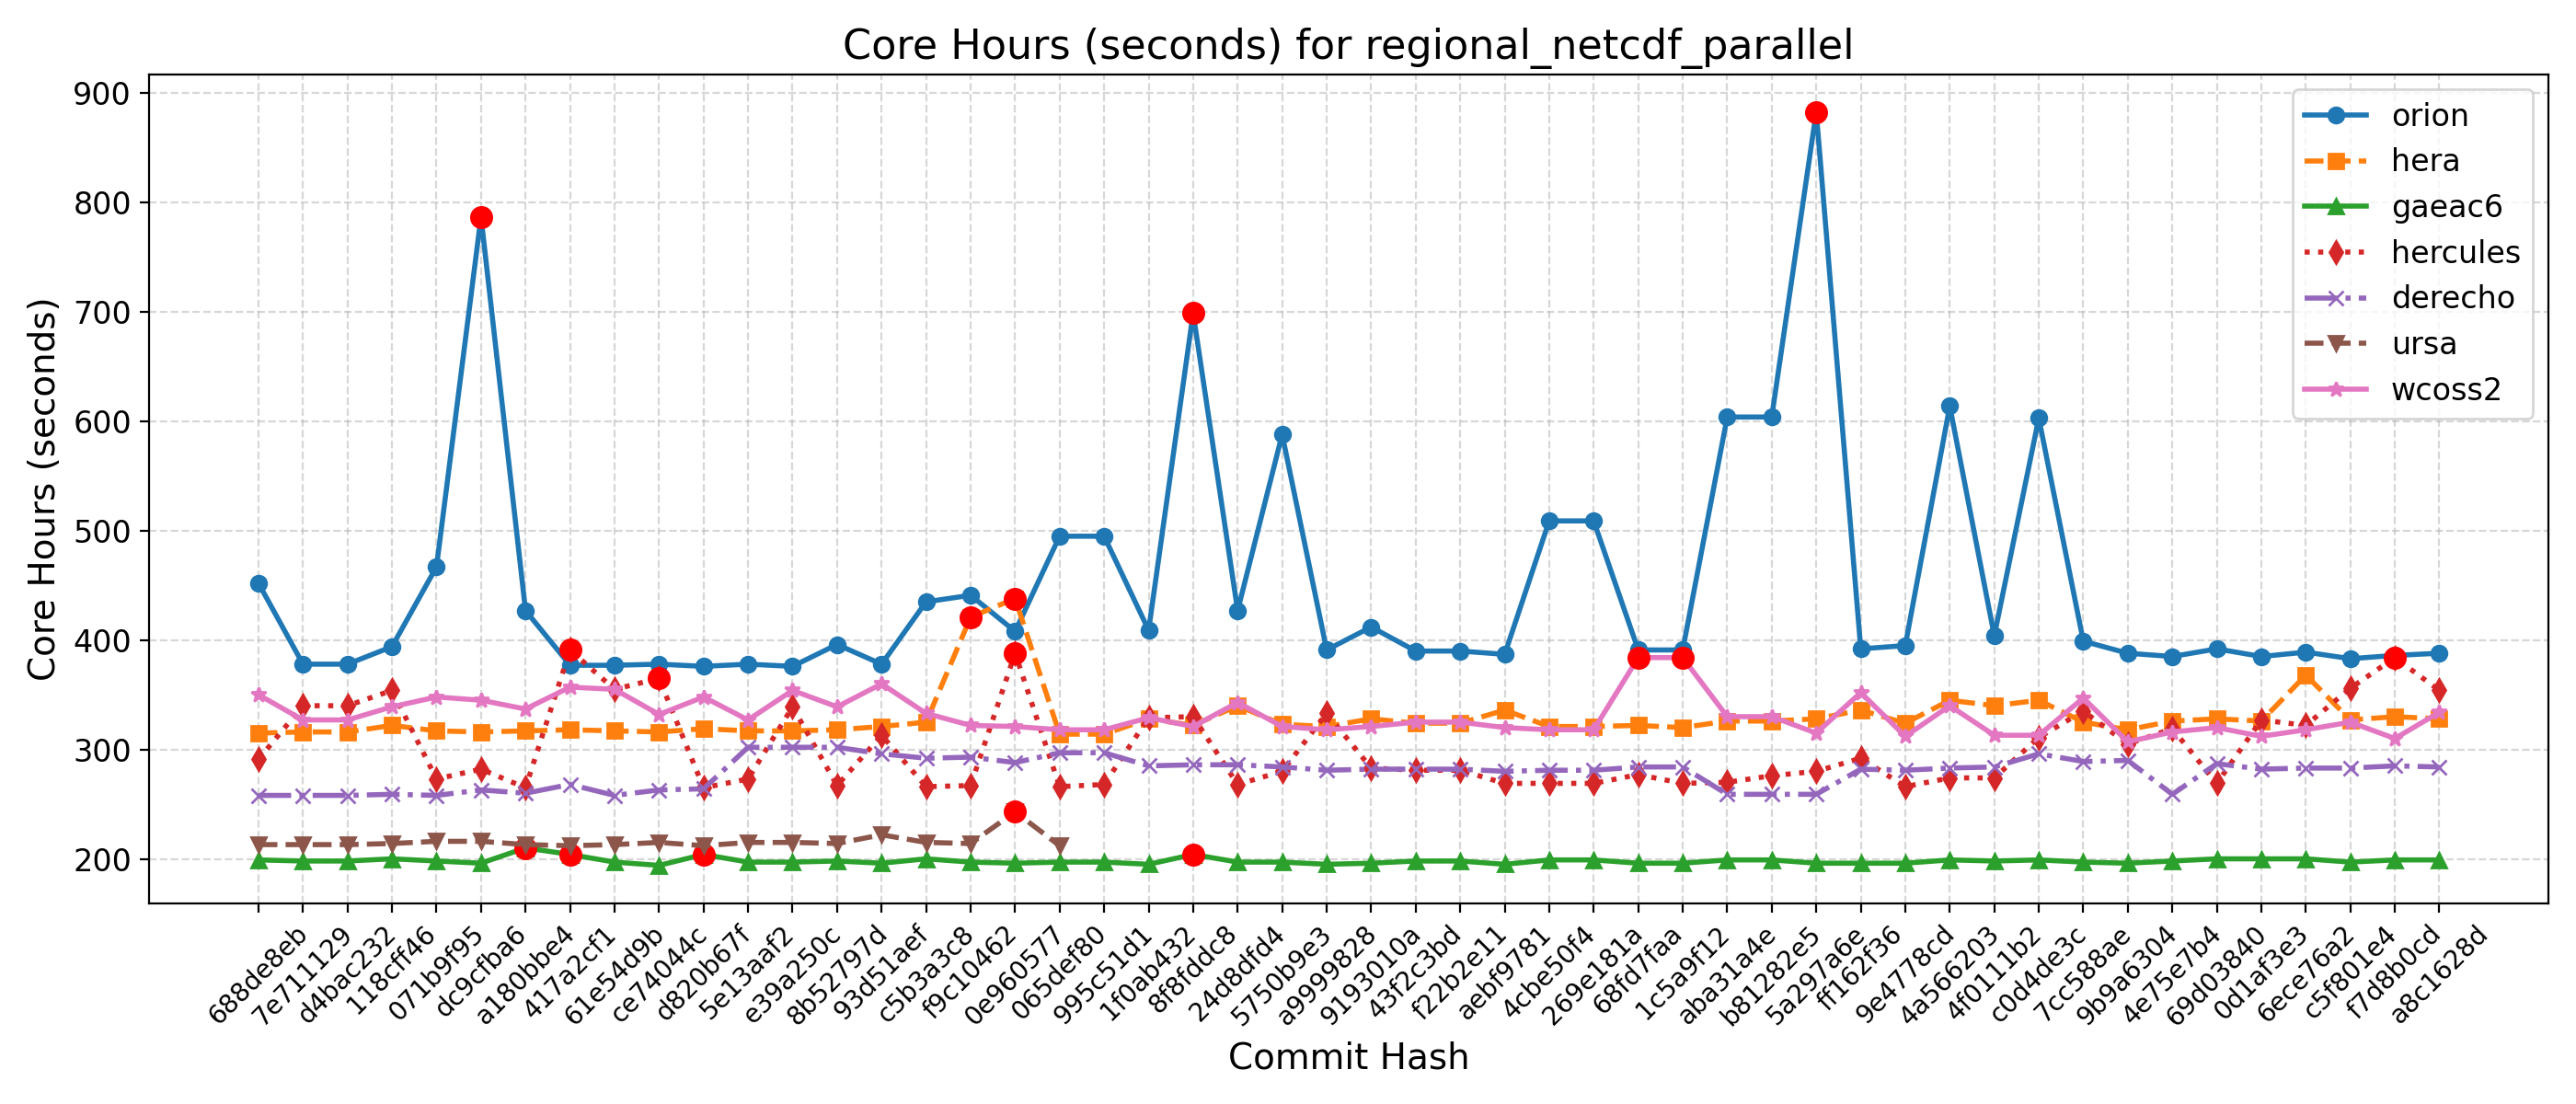 Core Hours (seconds) for regional_netcdf_parallel
Core Hours (seconds)
900
800
700
600
500
400
300
200
orion
hera
gaeac6
hercules
derecho
ursa
wcoss2
688de8eb
7e711129
d4bac232
118cff46
071b9f95
dc9cfba6
a180bbe4
417a2cf1
61e54d9b
ce74044c
d820b67f
5e13aaf2
e39a250c
8b52797d
93d51aef
c5b3a3c8
f9c10462
0e960577
065def80
995c51d1
1f0ab432
8f8fddc8
24d8dfd4
5750b9e3
a9999828
9193010a
43f2c3bd
f22b2e11
aebf9781
4cbe50f4
269e181a
68fd7faa
1c5a9f12
aba31a4e
b81282e5
5a297a6e
ff162f36
9e4778cd
4a566203
4f0111b2
c0d4de3c
7cc588ae
9b9a6304
4e75e7b4
69d03840
0d1af3e3
6ece76a2
c5f801e4
f7d8b0cd
a8c1628d
Commit Hash